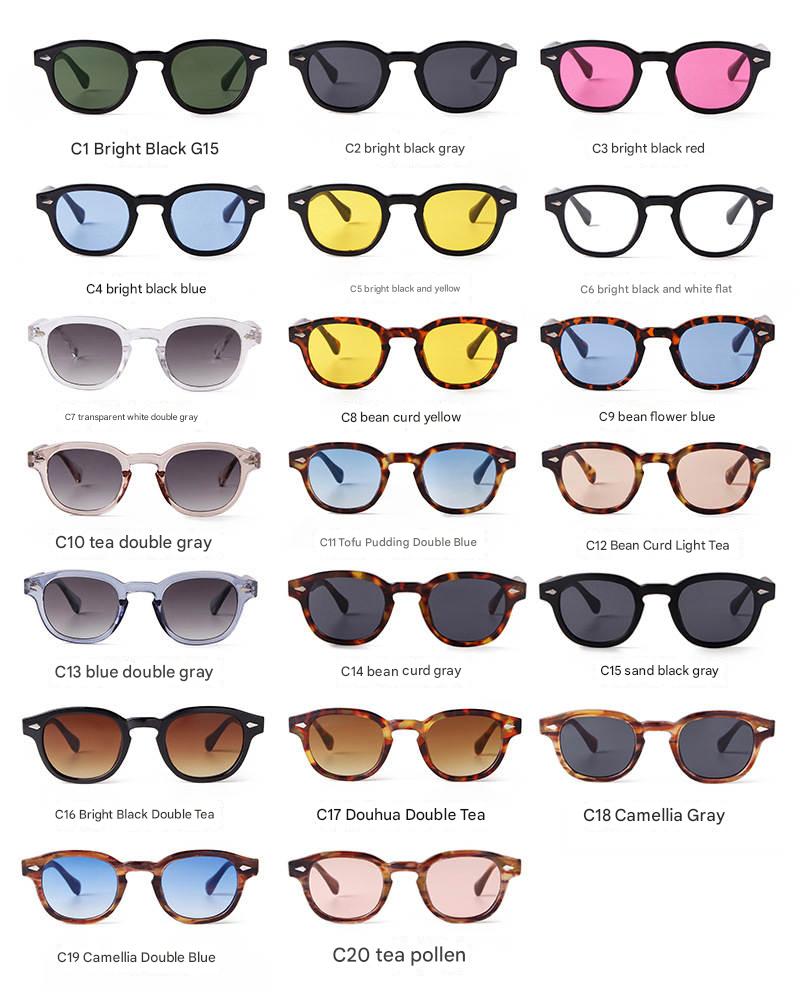 C1 Bright Black G15
C2 bright black gray
C3 bright black red
C4 bright black blue
C5 bright black and yellow
C6 bright black and white flat
C7 transparent white double gray
C8 bean curd yellow
C9 bean flower blue
C10 tea double gray
C11 Tofu Pudding Double Blue
C12 Bean Curd Light Tea
C13 blue double gray
C14 bean curd gray
C15 sand black gray
C16 Bright Black Double Tea
C17 Douhua Double Tea
C18 Camellia Gray
C19 Camellia Double Blue
C20 tea pollen